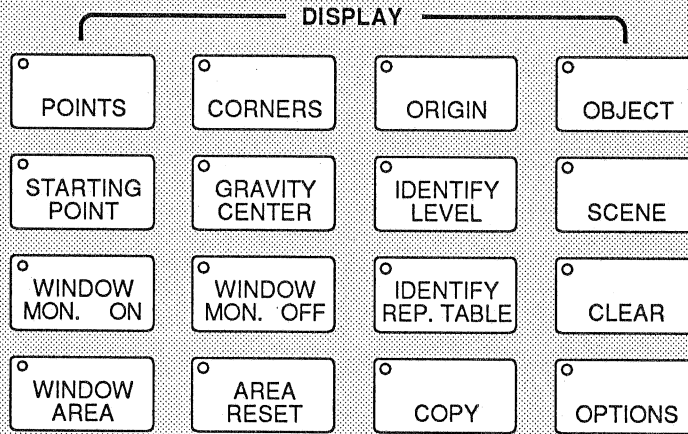 DISPLAY
POINTS
CORNERS
ORIGIN
OBJECT
STARTING
POINT
GRAVITY
CENTER
IDENTIFY
LEVEL
SCENE
WINDOW
MON. ON
WINDOW
MON. OFF
IDENTIFY
REP. TABLE
CLEAR
WINDOW
AREA
AREA
RESET
COPY
OPTIONS